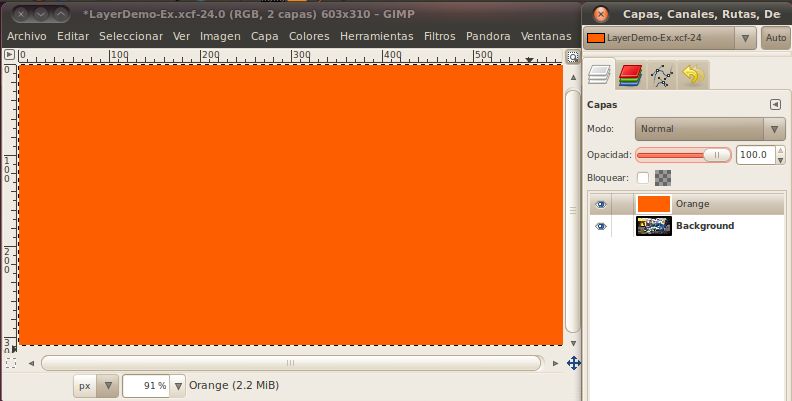 *LayerDemo-Ex.xcf-24.0 (RGB, 2 capas) 603x310 – GIMP
Archivo Editar Seleccionar Ver Imagen Capa Colores Herramientas Filtros Pandora Ventanas
0 100 200 300 400 500
0
100
200
30
px 91 % Orange (2.2 MiB)
Capas, Canales, Rutas, De
LayerDemo-Ex.xcf-24 Auto
Capas
Modo: Normal
Opacidad: 100.0
Bloquear:
Orange
Background